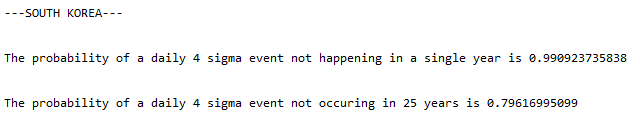 ---SOUTH KOREA---
The probability of a daily 4 sigma event not happening in a single year is 0.990923735838
The probability of a daily 4 sigma event not occuring in 25 years is 0.79616995099